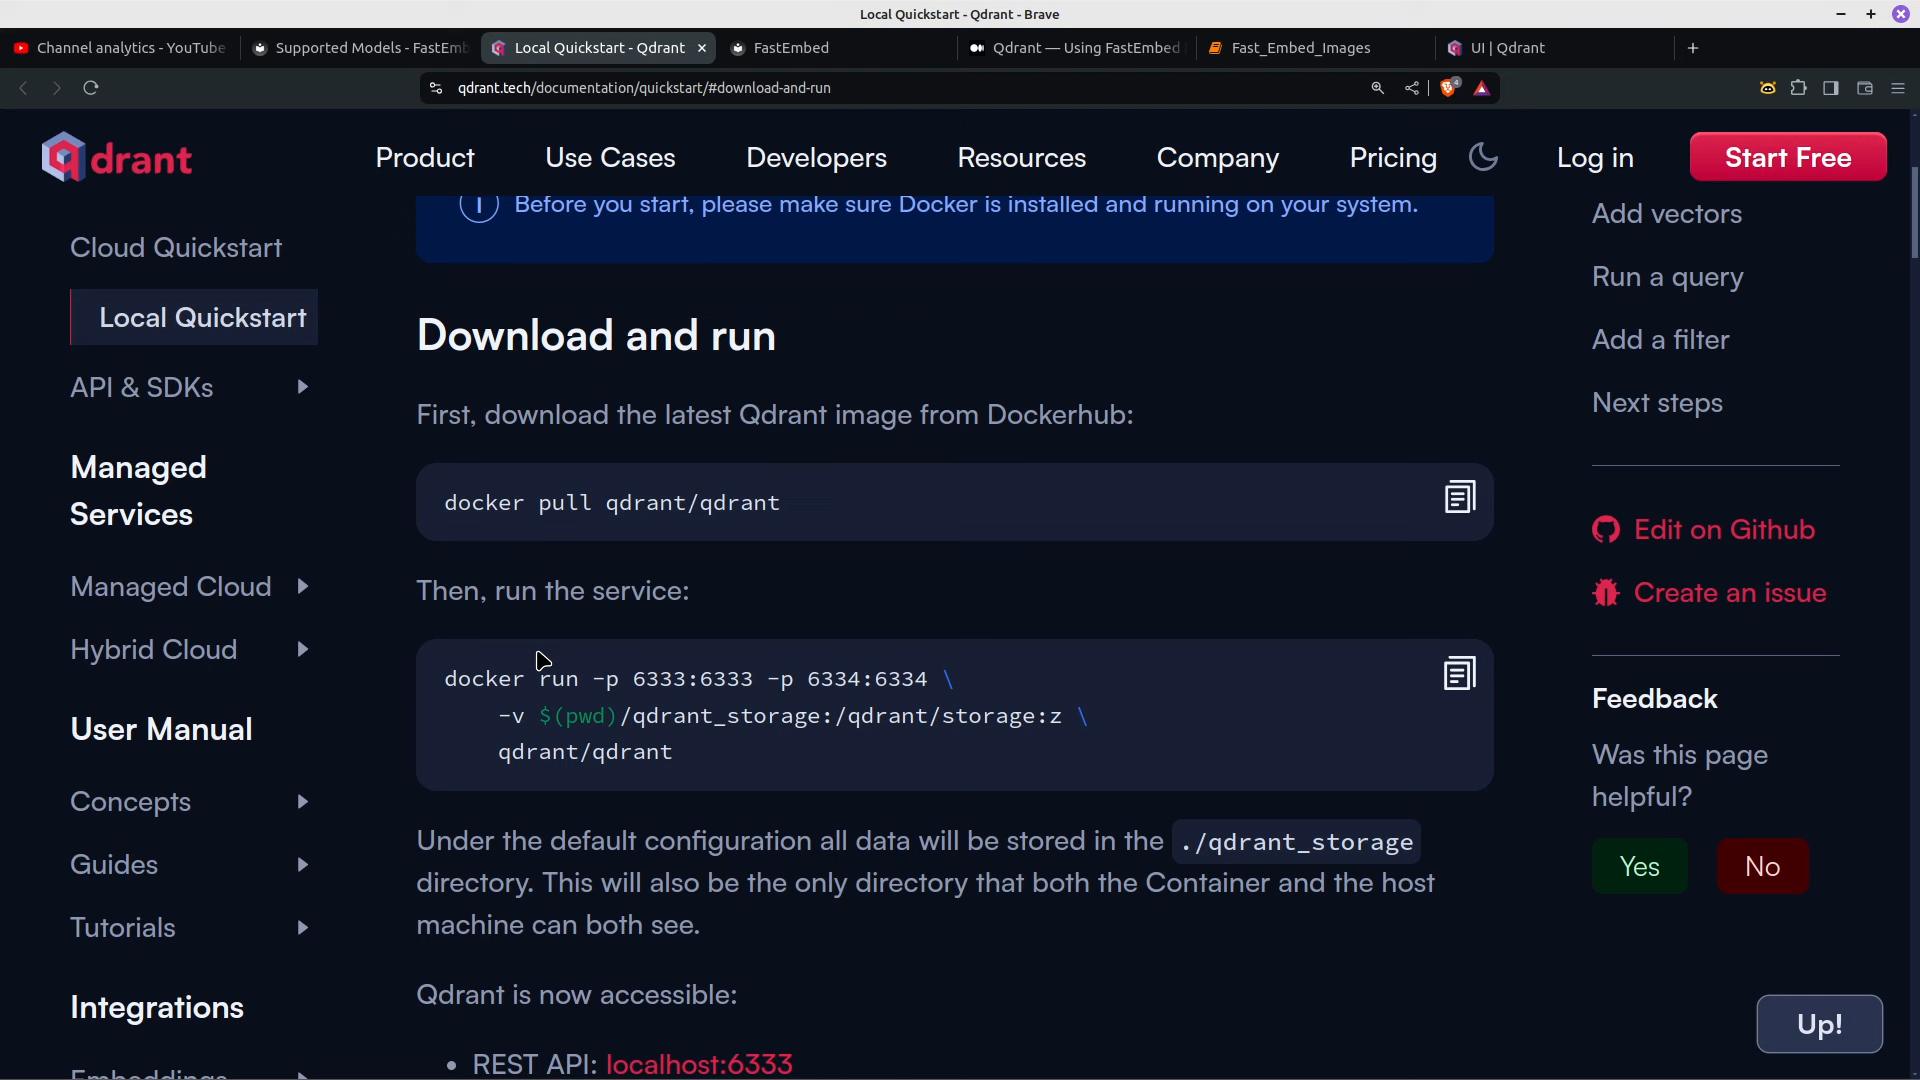 Local Quickstart - Qdrant - Brave
Channel analytics - YouTube
Supported Models - FastEmb
Local Quickstart - Qdrant
FastEmbed
Qdrant — Using FastEmbed
Fast_Embed_Images
UI | Qdrant
qdrant.tech/documentation/quickstart/#download-and-run
4
qdrant
Product
Use Cases
Developers
Resources
Company
Pricing
Log in
Start Free
Cloud Quickstart
Local Quickstart
API & SDKs
Managed
Services
Managed Cloud
Hybrid Cloud
User Manual
Concepts
Guides
Tutorials
Integrations
Embeddings
Before you start, please make sure Docker is installed and running on your system.
Download and run
First, download the latest Qdrant image from Dockerhub:
docker pull qdrant/qdrant
Then, run the service:
docker run -p 6333:6333 -p 6334:6334 \
-v $(pwd)/qdrant_storage:/qdrant/storage:z \
qdrant/qdrant
Under the default configuration all data will be stored in the ./qdrant_storage
directory. This will also be the only directory that both the Container and the host
machine can both see.
Qdrant is now accessible:
• REST API: localhost:6333
Add vectors
Run a query
Add a filter
Next steps
Edit on Github
Create an issue
Feedback
Was this page
helpful?
Yes
No
Up!